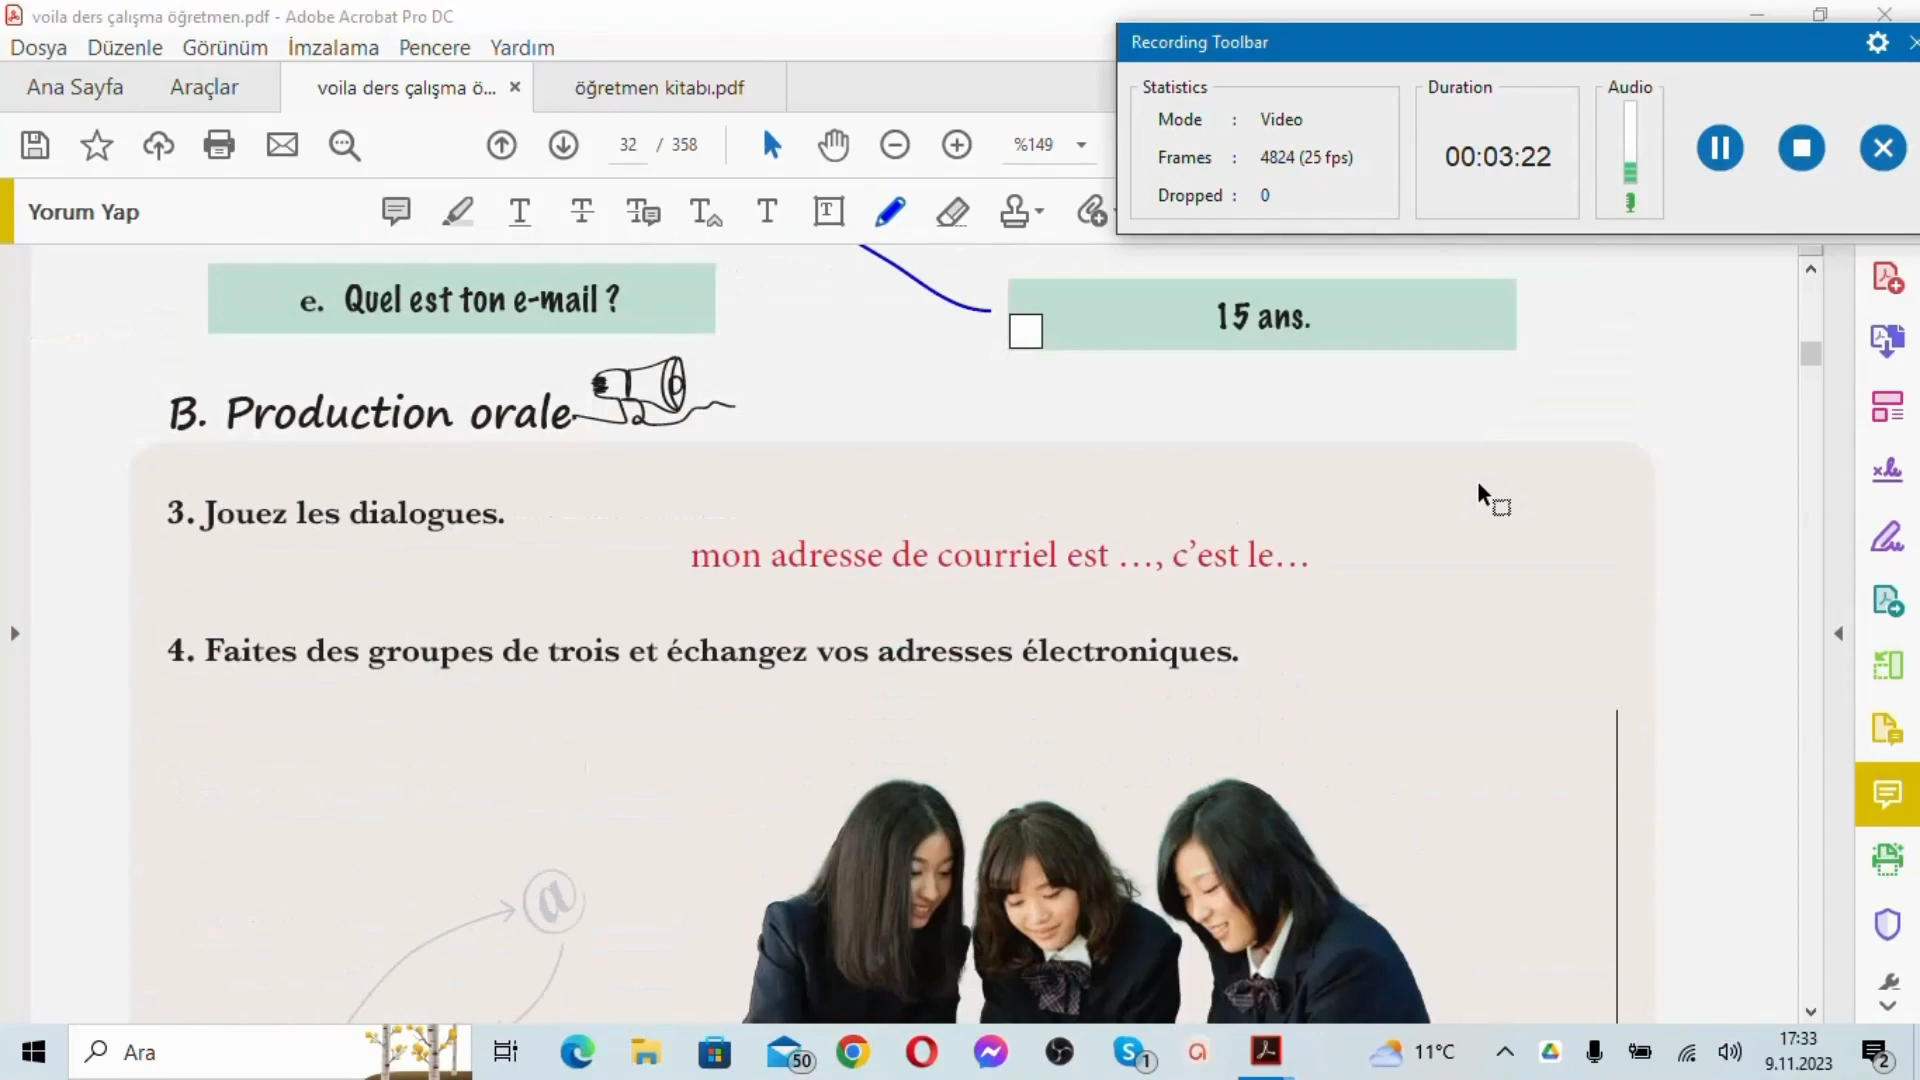 voila ders çalışma öğretmen.pdf - Adobe Acrobat Pro DC
Dosya Düzenle Görünüm İmzalama Pencere Yardım
Ana Sayfa Araçlar voila ders çalışma ö... öğretmen kitabı.pdf
32 / 358 %149
Yorum Yap
Recording Toolbar
Statistics
Mode : Video
Frames : 4824 (25 fps)
Dropped : 0
Duration
00:03:22
Audio
e. Quel est ton e-mail ?
15 ans.
B. Production orale
3. Jouez les dialogues.
mon adresse de courriel est …, c’est le…
4. Faites des groupes de trois et échangez vos adresses électroniques.
@
Ara
50
1
11°C
17:33
9.11.2023
2